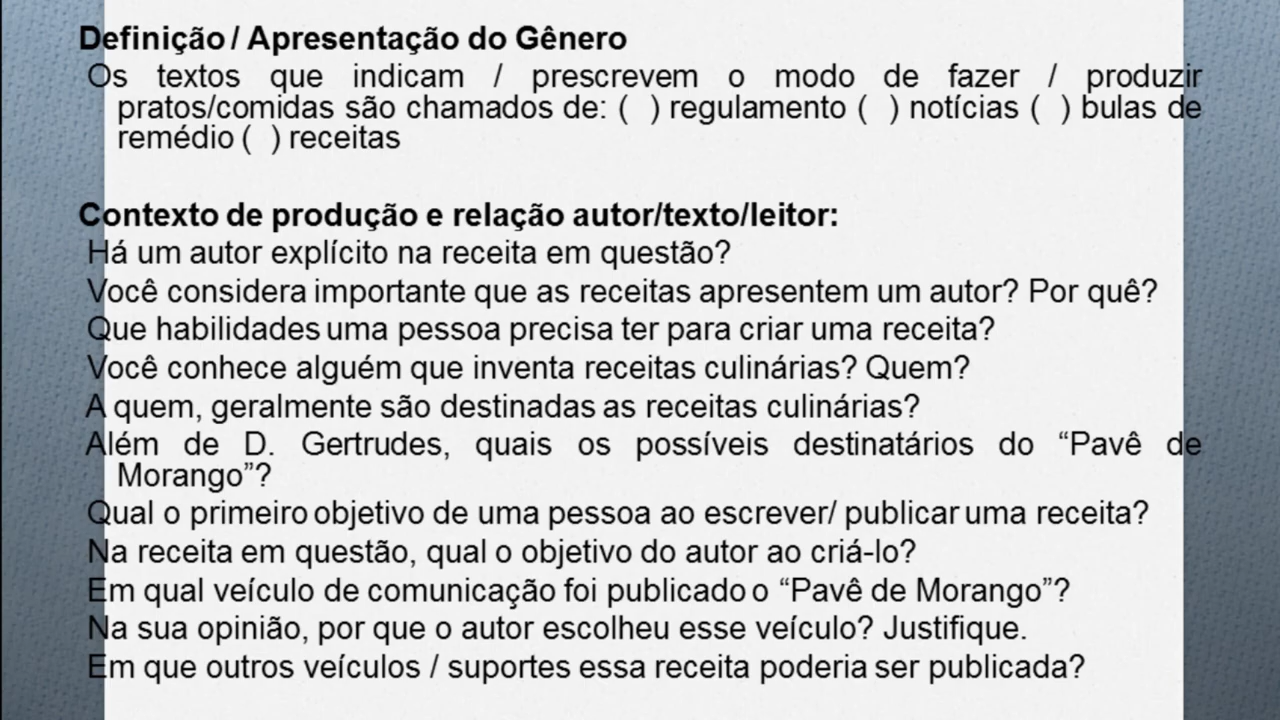 Definição / Apresentação do Gênero
Os textos que indicam / prescrevem o modo de fazer / produzir
pratos/comidas são chamados de: ( ) regulamento ( ) notícias ( ) bulas de
remédio ( ) receitas
Contexto de produção e relação autor/texto/leitor:
Há um autor explícito na receita em questão?
Você considera importante que as receitas apresentem um autor? Por quê?
Que habilidades uma pessoa precisa ter para criar uma receita?
Você conhece alguém que inventa receitas culinárias? Quem?
A quem, geralmente são destinadas as receitas culinárias?
Além de D. Gertrudes, quais os possíveis destinatários do “Pavê de
Morango”?
Qual o primeiro objetivo de uma pessoa ao escrever/ publicar uma receita?
Na receita em questão, qual o objetivo do autor ao criá-lo?
Em qual veículo de comunicação foi publicado o “Pavê de Morango”?
Na sua opinião, por que o autor escolheu esse veículo? Justifique.
Em que outros veículos / suportes essa receita poderia ser publicada?